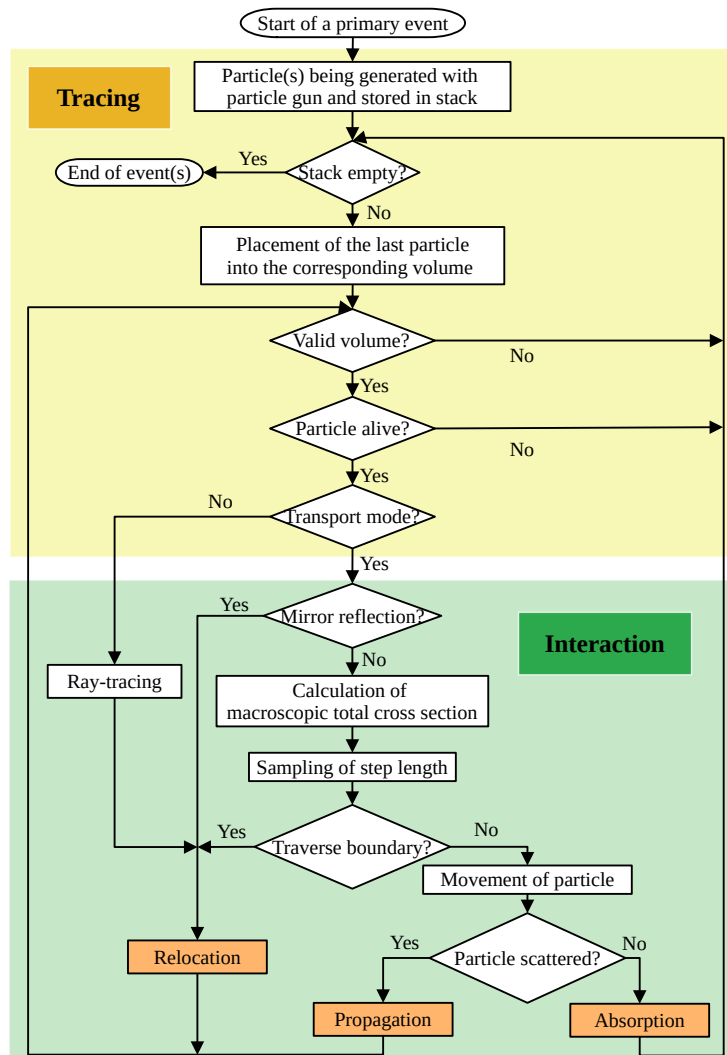 Start of a primary event
Tracing
Particle(s) being generated with
particle gun and stored in stack
Yes
End of event(s)
Stack empty?
No
Placement of the last particle
into the corresponding volume
Valid volume?
No
Yes
Particle alive?
No
Yes
No
Transport mode?
Yes
Yes
Mirror reflection?
Interaction
No
Ray-tracing
Calculation of
macroscopic total cross section
Sampling of step length
Yes
Traverse boundary?
No
Movement of particle
Yes
Particle scattered?
No
Relocation
Propagation
Absorption